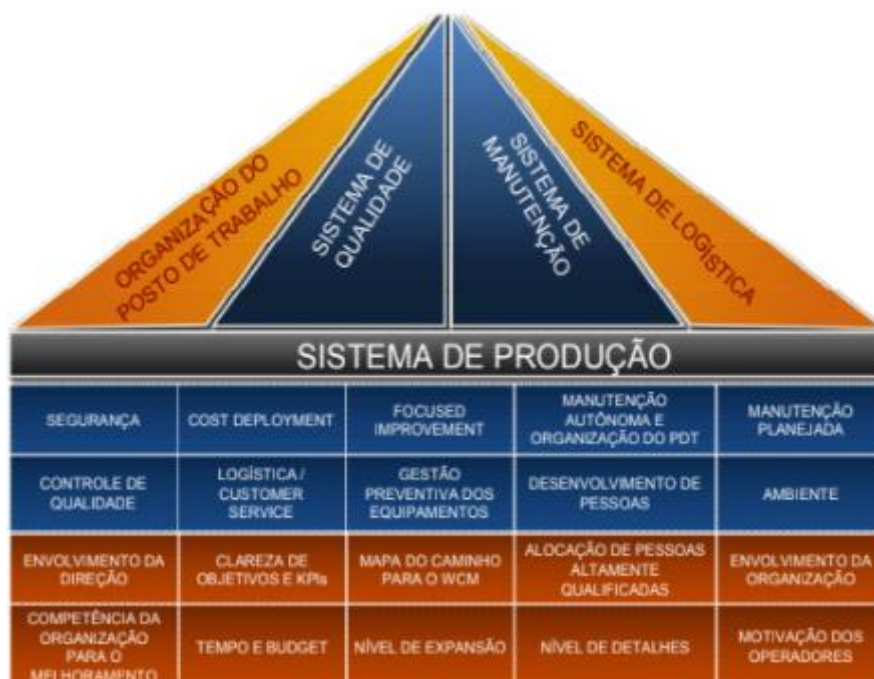 ORGANIZAÇÃO DO
POSTO DE TRABALHO
SISTEMA DE
QUALIDADE
SISTEMA DE
MANUTENÇÃO
SISTEMA DE LOGÍSTICA
SISTEMA DE PRODUÇÃO
SEGURANÇA
COST DEPLOYMENT
FOCUSED
IMPROVEMENT
MANUTENÇÃO
AUTÔNOMA E
ORGANIZAÇÃO DO PDT
MANUTENÇÃO
PLANEJADA
CONTROLE DE
QUALIDADE
LOGÍSTICA /
CUSTOMER
SERVICE
GESTÃO
PREVENTIVA DOS
EQUIPAMENTOS
DESENVOLVIMENTO DE
PESSOAS
AMBIENTE
ENVOLVIMENTO DA
DIREÇÃO
CLAREZA DE
OBJETIVOS E KPIs
MAPA DO CAMINHO
PARA O WCM
ALOCAÇÃO DE PESSOAS
ALTAMENTE
QUALIFICADAS
ENVOLVIMENTO DA
ORGANIZAÇÃO
COMPETÊNCIA DA
ORGANIZAÇÃO
PARA O
MELHORAMENTO
TEMPO E BUDGET
NÍVEL DE EXPANSÃO
NÍVEL DE DETALHES
MOTIVAÇÃO DOS
OPERADORES